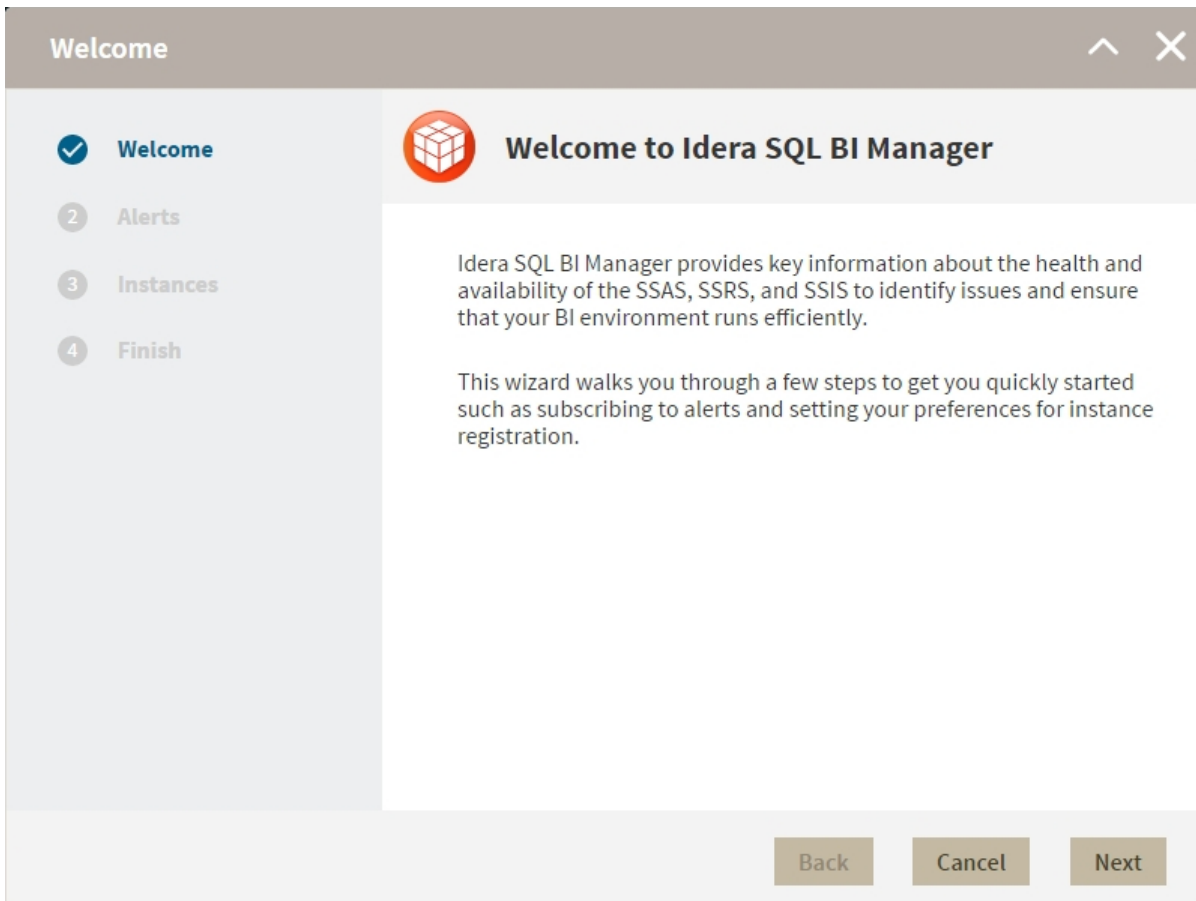 Welcome
Welcome
2 Alerts
3 Instances
4 Finish
Welcome to Idera SQL BI Manager
Idera SQL BI Manager provides key information about the health and
availability of the SSAS, SSRS, and SSIS to identify issues and ensure
that your BI environment runs efficiently.
This wizard walks you through a few steps to get you quickly started
such as subscribing to alerts and setting your preferences for instance
registration.
Back Cancel Next